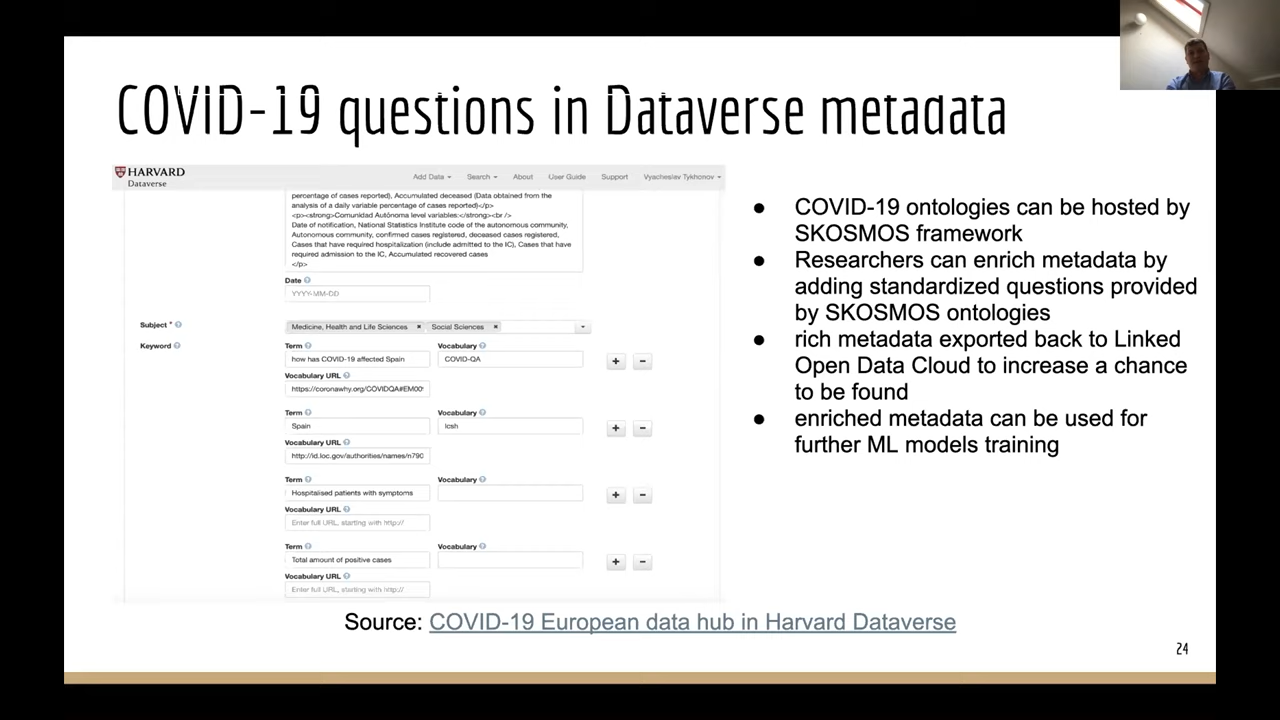 COVID-19 questions in Dataverse metadata
HARVARD
Dataverse
Add Data Search About User Guide Support Vyacheslav Tykhonov
percentage of cases reported), Accumulated deceased (Data obtained from the
analysis of a daily variable percentage of cases reported)</p>
<p><strong>Comunidad Autónoma level variables:</strong><br />
Date of notification, National Statistics Institute code of the autonomous community,
Autonomous community, confirmed cases registered, deceased cases registered,
Cases that have required hospitalization (include admitted to the IC), Cases that have
required admission to the IC, Accumulated recovered cases
</p>
Date
YYYY-MM-DD
Subject *
Medicine, Health and Life Sciences × Social Sciences ×
Keyword
Term Vocabulary
how has COVID-19 affected Spain COVID-QA
Vocabulary URL
https://coronawhy.org/COVIDQA#EM00
Term Vocabulary
Spain lcsh
Vocabulary URL
http://id.loc.gov/authorities/names/n790
Term Vocabulary
Hospitalised patients with symptoms
Vocabulary URL
Enter full URL, starting with http://
Term Vocabulary
Total amount of positive cases
Vocabulary URL
Enter full URL, starting with http://
● COVID-19 ontologies can be hosted by
SKOSMOS framework
● Researchers can enrich metadata by
adding standardized questions provided
by SKOSMOS ontologies
● rich metadata exported back to Linked
Open Data Cloud to increase a chance
to be found
● enriched metadata can be used for
further ML models training
Source: COVID-19 European data hub in Harvard Dataverse
24